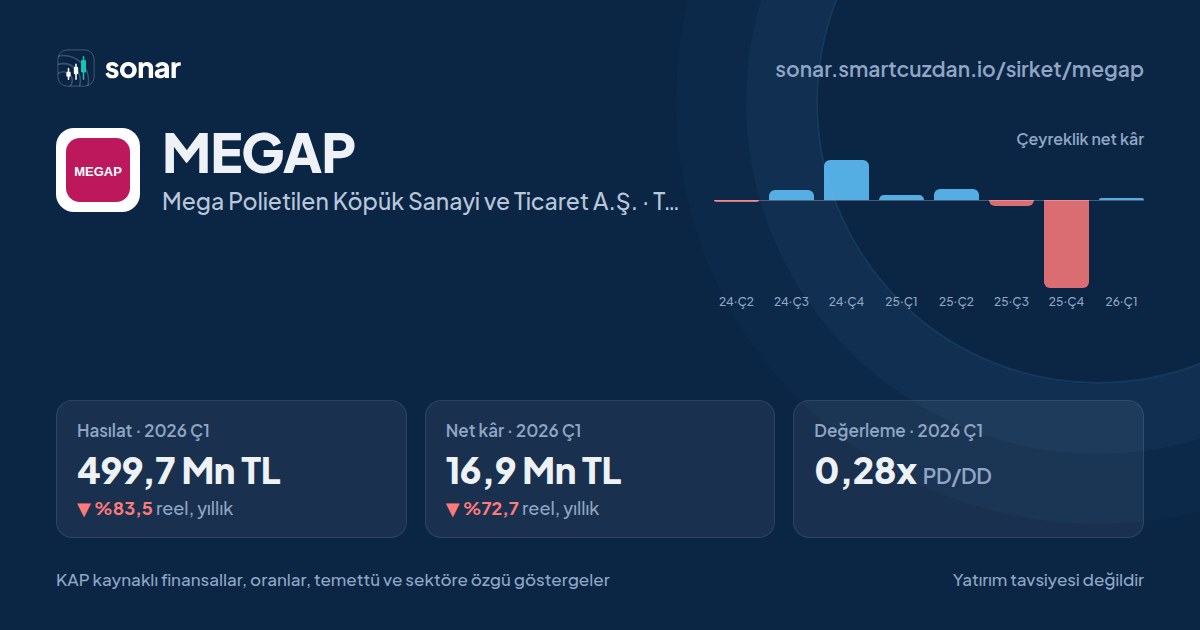 sonar
sonar.smartcuzdan.io/sirket/megap
MEGAP
MEGAP
Mega Polietilen Köpük Sanayi ve Ticaret A.Ş. · T...
Çeyreklik net kâr
24·Ç2 24·Ç3 24·Ç4 25·Ç1 25·Ç2 25·Ç3 25·Ç4 26·Ç1
Hasılat · 2026 Ç1
499,7 Mn TL
▼ %83,5 reel, yıllık
Net kâr · 2026 Ç1
16,9 Mn TL
▼ %72,7 reel, yıllık
Değerleme · 2026 Ç1
0,28x PD/DD
KAP kaynaklı finansallar, oranlar, temettü ve sektöre özgü göstergeler
Yatırım tavsiyesi değildir